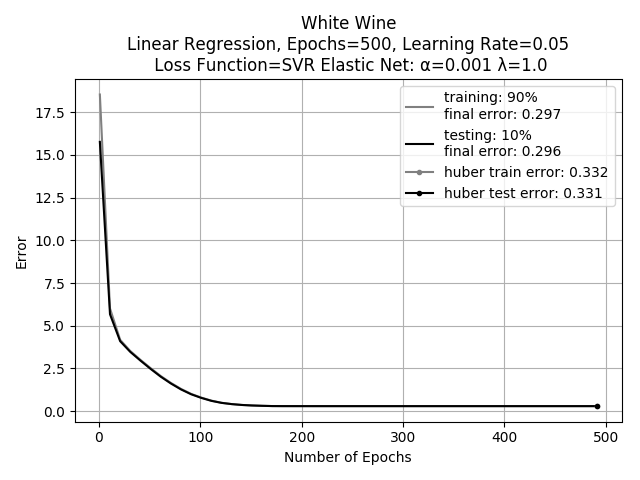 White Wine
Linear Regression, Epochs=500, Learning Rate=0.05
Loss Function=SVR Elastic Net: α=0.001 λ=1.0
training: 90%
final error: 0.297
testing: 10%
final error: 0.296
huber train error: 0.332
huber test error: 0.331
Error
17.5
15.0
12.5
10.0
7.5
5.0
2.5
0.0
0 100 200 300 400 500
Number of Epochs